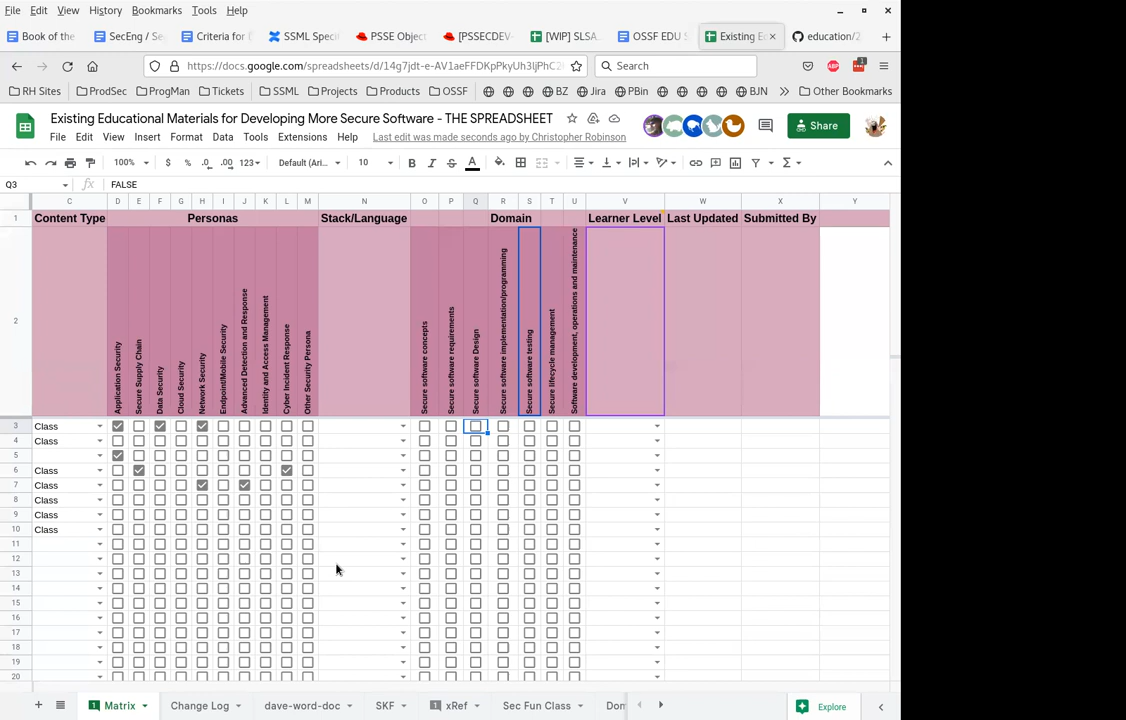 File Edit View History Bookmarks Tools Help
Book of the SecEng / Se Criteria for SSML Speci PSSE Object [PSSECDEV- [WIP] SLSA OSSF EDU S Existing E education/2
https://docs.google.com/spreadsheets/d/14g7jdt-e-AV1aeFFDKpPkyUh3IjPhC2 Search ABP
RH Sites ProdSec ProgMan Tickets SSML Projects Products OSSF BZ Jira PBin BJN Other Bookmarks
Existing Educational Materials for Developing More Secure Software - THE SPREADSHEET
File Edit View Insert Format Data Tools Extensions Help Last edit was made seconds ago by Christopher Robinson
Share
100% $ % .0 .00 123 Default (Ari... 10 B I S A
Q3 fx FALSE
C D E F G H I J K L M N O P Q R S T U V W X Y
1 Content Type Personas Stack/Language Domain Learner Level Last Updated Submitted By
2
Application Security
Secure Supply Chain
Data Security
Cloud Security
Network Security
Endpoint/Mobile Security
Advanced Detection and Response
Identity and Access Management
Cyber Incident Response
Other Security Persona
Secure software concepts
Secure software requirements
Secure software Design
Secure software implementation/programming
Secure software testing
Secure lifecycle management
Software development, operations and maintenance
3 Class
4 Class
5
6 Class
7 Class
8 Class
9 Class
10 Class
11
12
13
14
15
16
17
18
19
20
+ 1 Matrix Change Log dave-word-doc SKF 1 xRef Sec Fun Class Dom Explore